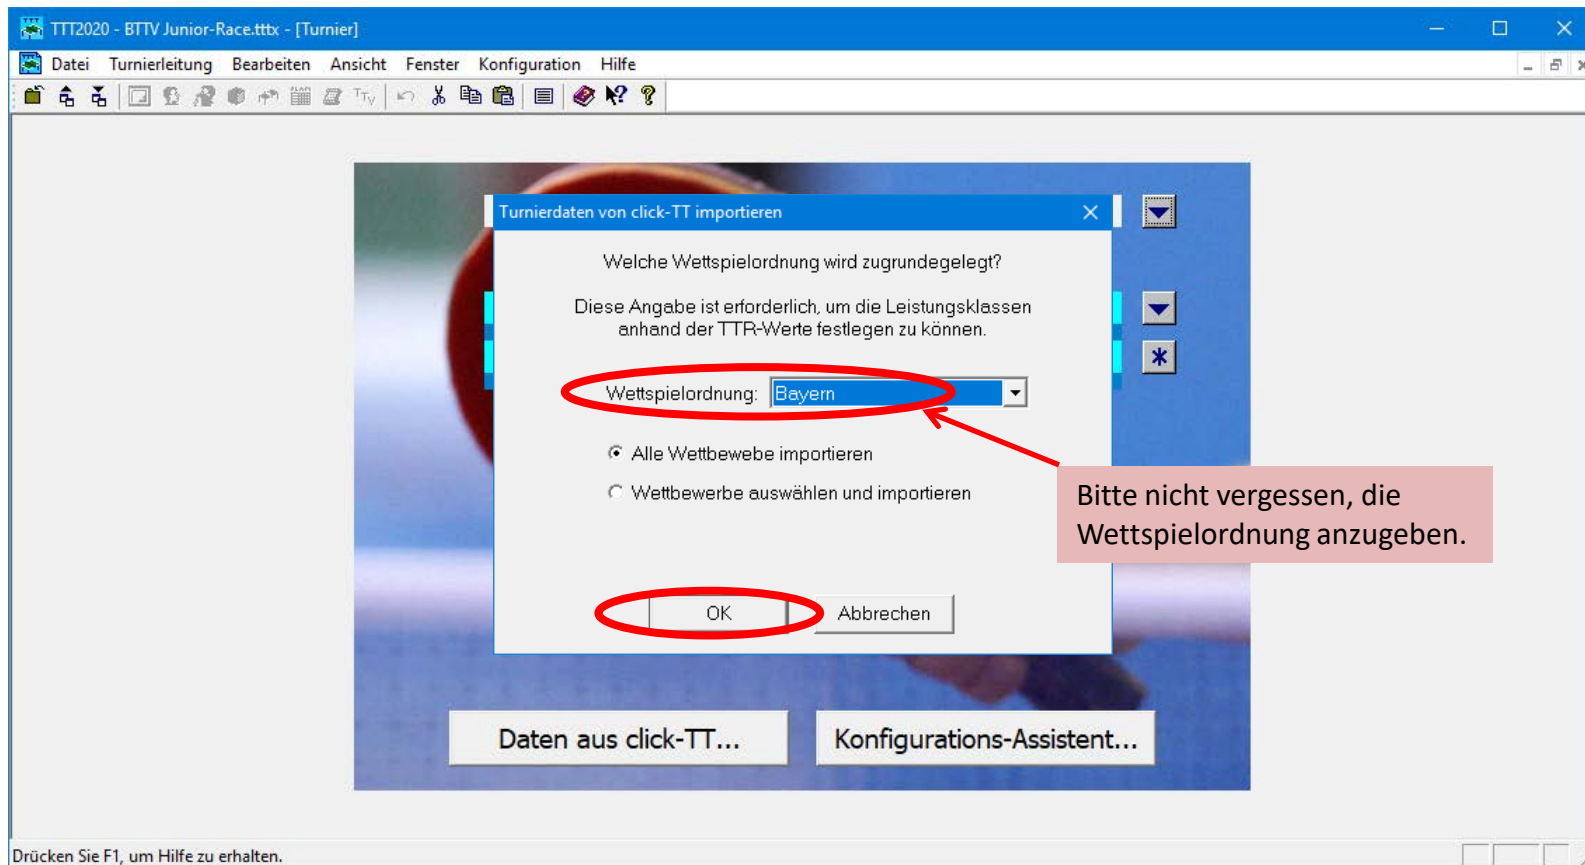 TTT2020 - BTTV Junior-Race.tttx - [Turnier]
Datei Turnierleitung Bearbeiten Ansicht Fenster Konfiguration Hilfe
Turnierdaten von click-TT importieren
Welche Wettspielordnung wird zugrundegelegt?
Diese Angabe ist erforderlich, um die Leistungsklassen
anhand der TTR-Werte festlegen zu können.
Wettspielordnung: Bayern
Alle Wettbewebe importieren
Wettbewerbe auswählen und importieren
Bitte nicht vergessen, die
Wettspielordnung anzugeben.
OK Abbrechen
Daten aus click-TT... Konfigurations-Assistent...
Drücken Sie F1, um Hilfe zu erhalten.